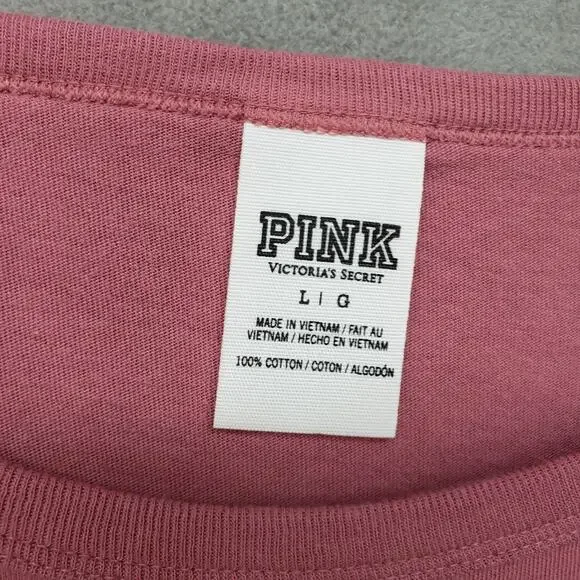 PINK
VICTORIA'S SECRET
L | G
MADE IN VIETNAM / FAIT AU
VIETNAM / HECHO EN VIETNAM
100% COTTON / COTON / ALGODÓN